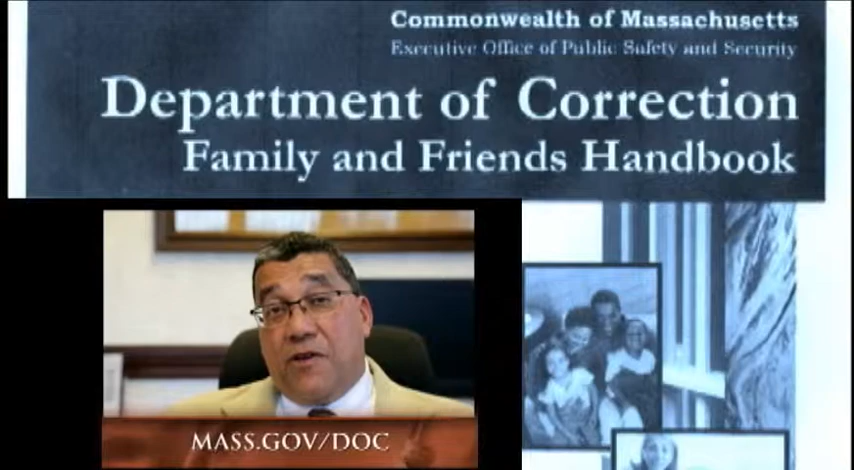 Commonwealth of Massachusetts
Executive Office of Public Safety and Security
Department of Correction
Family and Friends Handbook
MASS.GOV/DOC